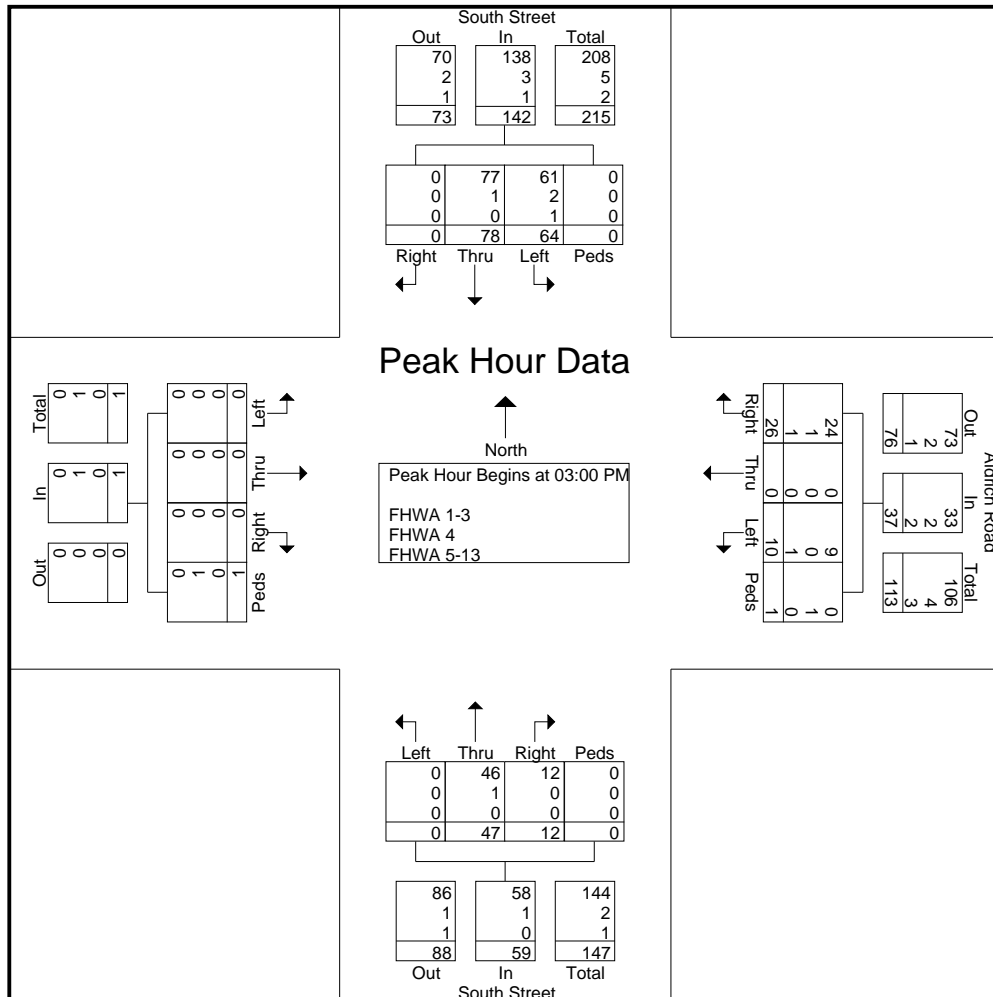 South Street
Out In Total
70 138 208
2 3 5
1 1 2
73 142 215
0 77 61 0
0 1 2 0
0 0 1 0
0 78 64 0
Right Thru Left Peds
Peak Hour Data
North
Peak Hour Begins at 03:00 PM
FHWA 1-3
FHWA 4
FHWA 5-13
Total
0 1 0 1
In
0 1 0 1
Out
0 0 0 0
Left
0 0 0 0
Thru
0 0 0 0
Right
0 0 0 0
Peds
0 1 0 1
Right
24 1 1 26
Thru
0 0 0 0
Left
9 0 1 10
Peds
0 1 0 1
Aldrich Road
Out
73 2 1 76
In
33 2 2 37
Total
106 4 3 113
Left Thru Right Peds
0 46 12 0
0 1 0 0
0 0 0 0
0 47 12 0
86 58 144
1 1 2
1 0 1
88 59 147
Out In Total
South Street